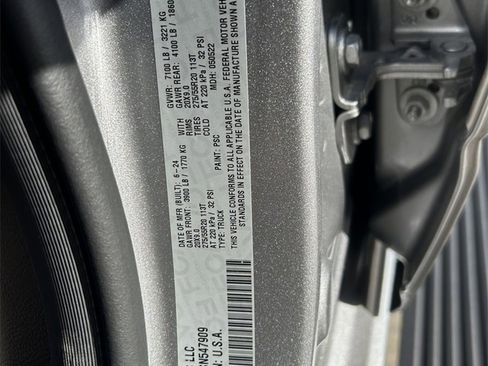 LLC
N547909
N: U.S.A.
DATE OF MFR (BUILT): 6-24 GVWR: 7100 LB / 3221 KG
GAWR FRONT: 3900 LB / 1770 KG WITH GAWR REAR: 4100 LB / 1860
20X9.0 RIMS 20X9.0
275/55R20 113T TIRES 275/55R20 113T
AT 220 kPa / 32 PSI COLD AT 220 kPa / 32 PSI
TYPE: TRUCK PAINT: PSC MDH: 050522
THIS VEHICLE CONFORMS TO ALL APPLICABLE U.S.A. FEDERAL MOTOR VEHI
STANDARDS IN EFFECT ON THE DATE OF MANUFACTURE SHOWN A